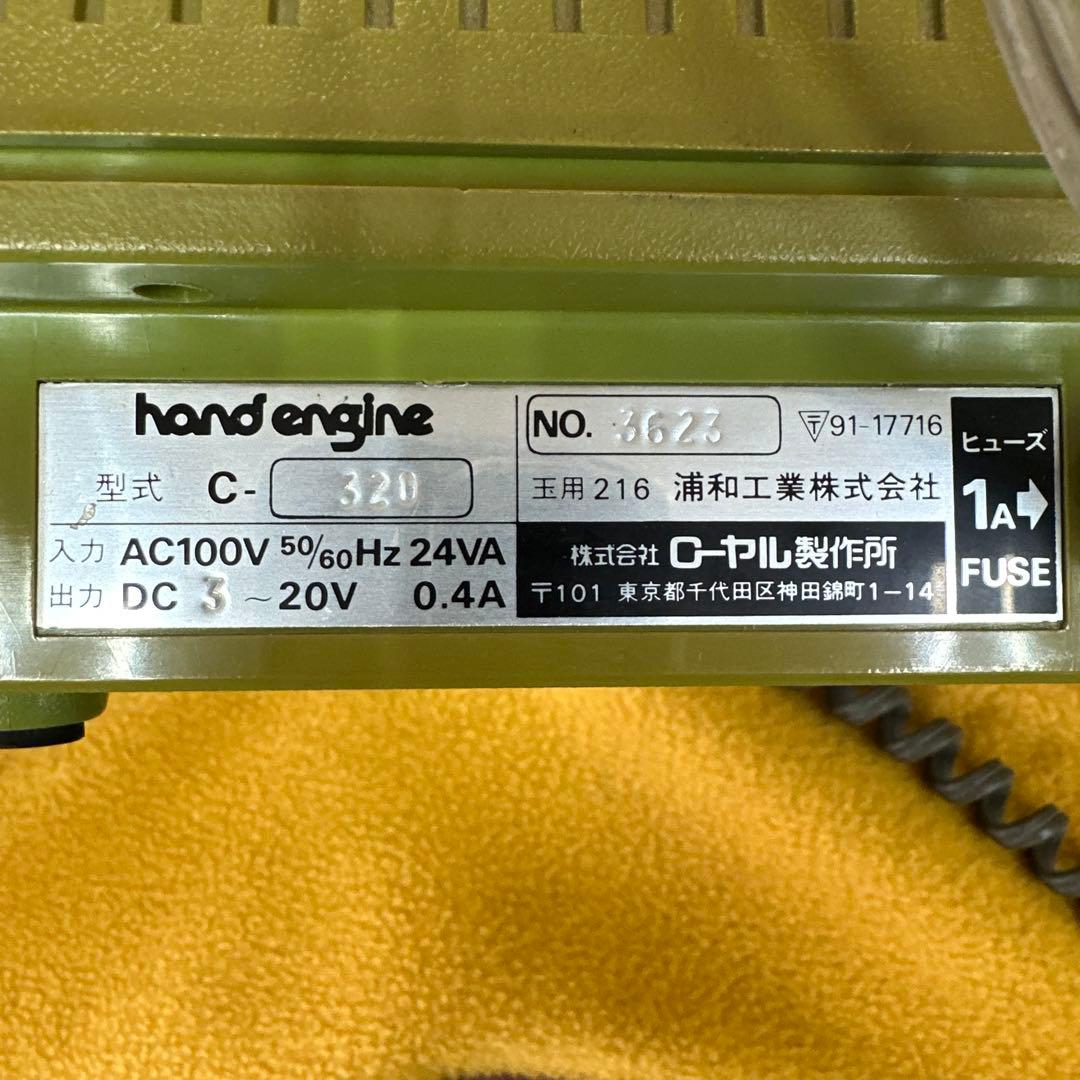 hand engine
型式 C- 320
入力 AC100V 50/60Hz 24VA
出力 DC 3 ~20V 0.4A
NO. 3623 〒91-17716
玉用216 浦和工業株式会社
株式会社 ローヤル製作所
〒101 東京都千代田区神田錦町1-14
ヒューズ
1A
FUSE